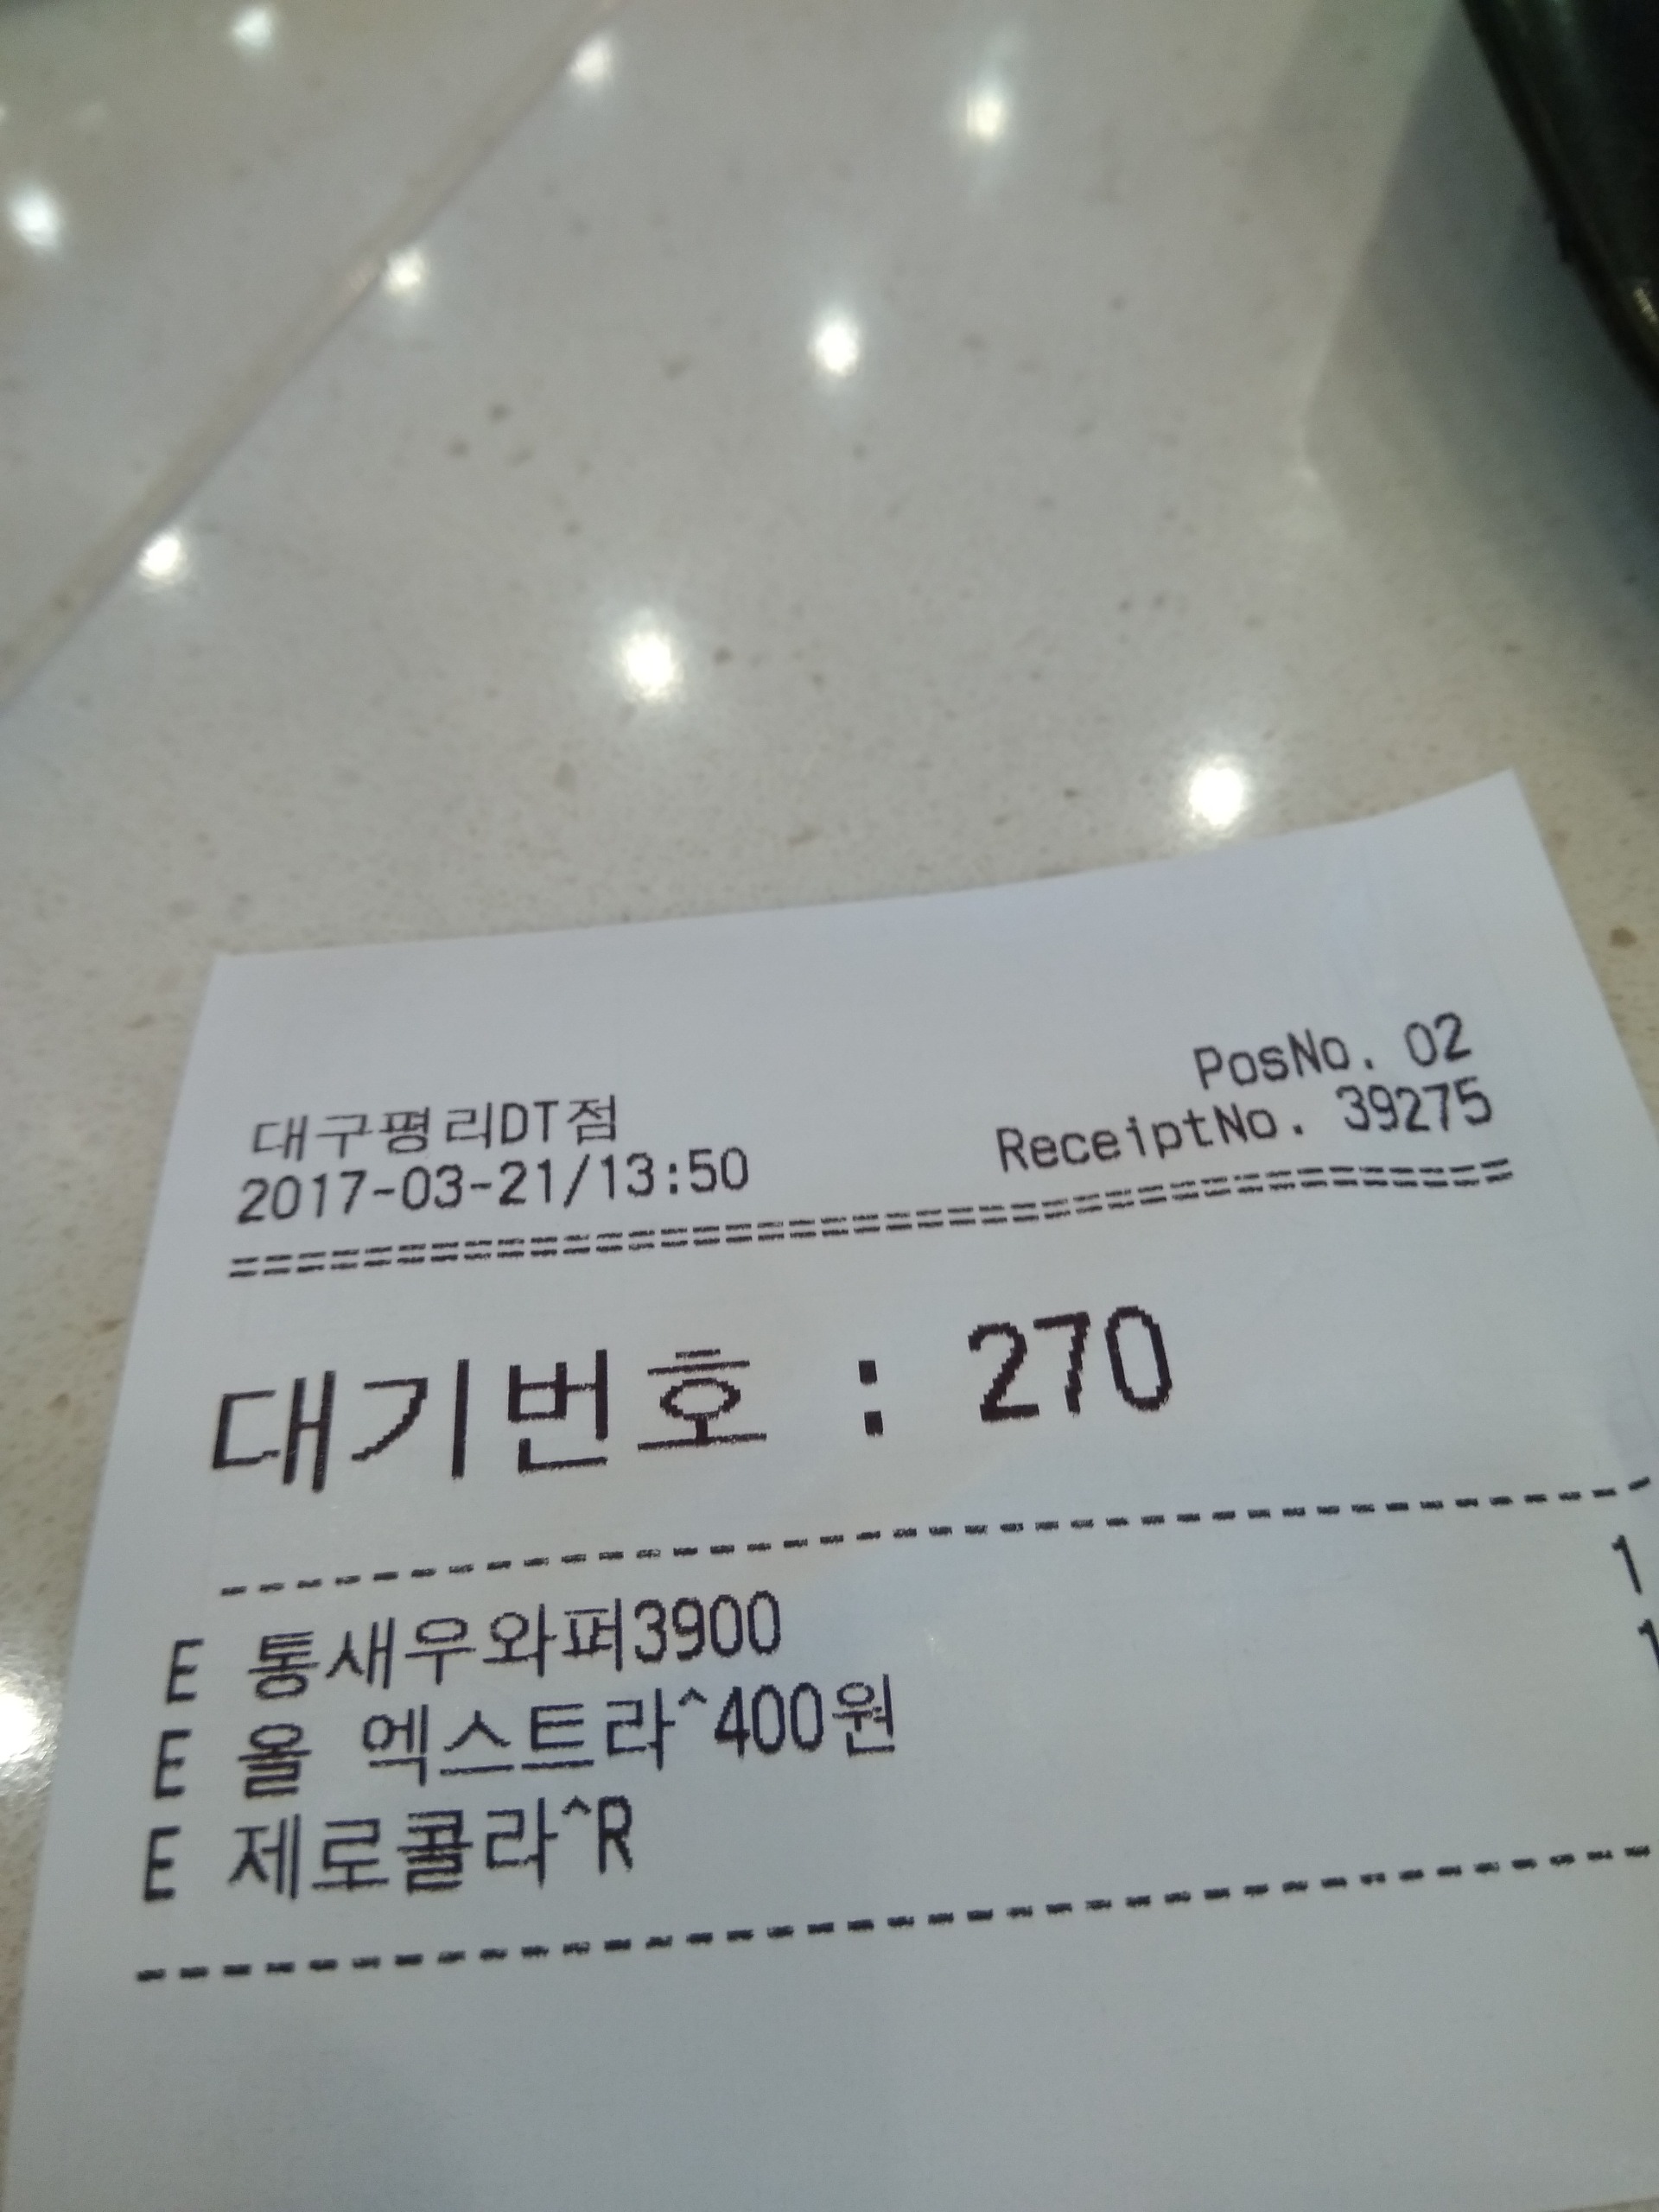 대구평리DT점 PosNo. 02
2017-03-21/13:50 ReceiptNo. 39275
대기번호 : 270
E 통새우와퍼3900 1
E 올 엑스트라^400원 1
E 제로콜라^R